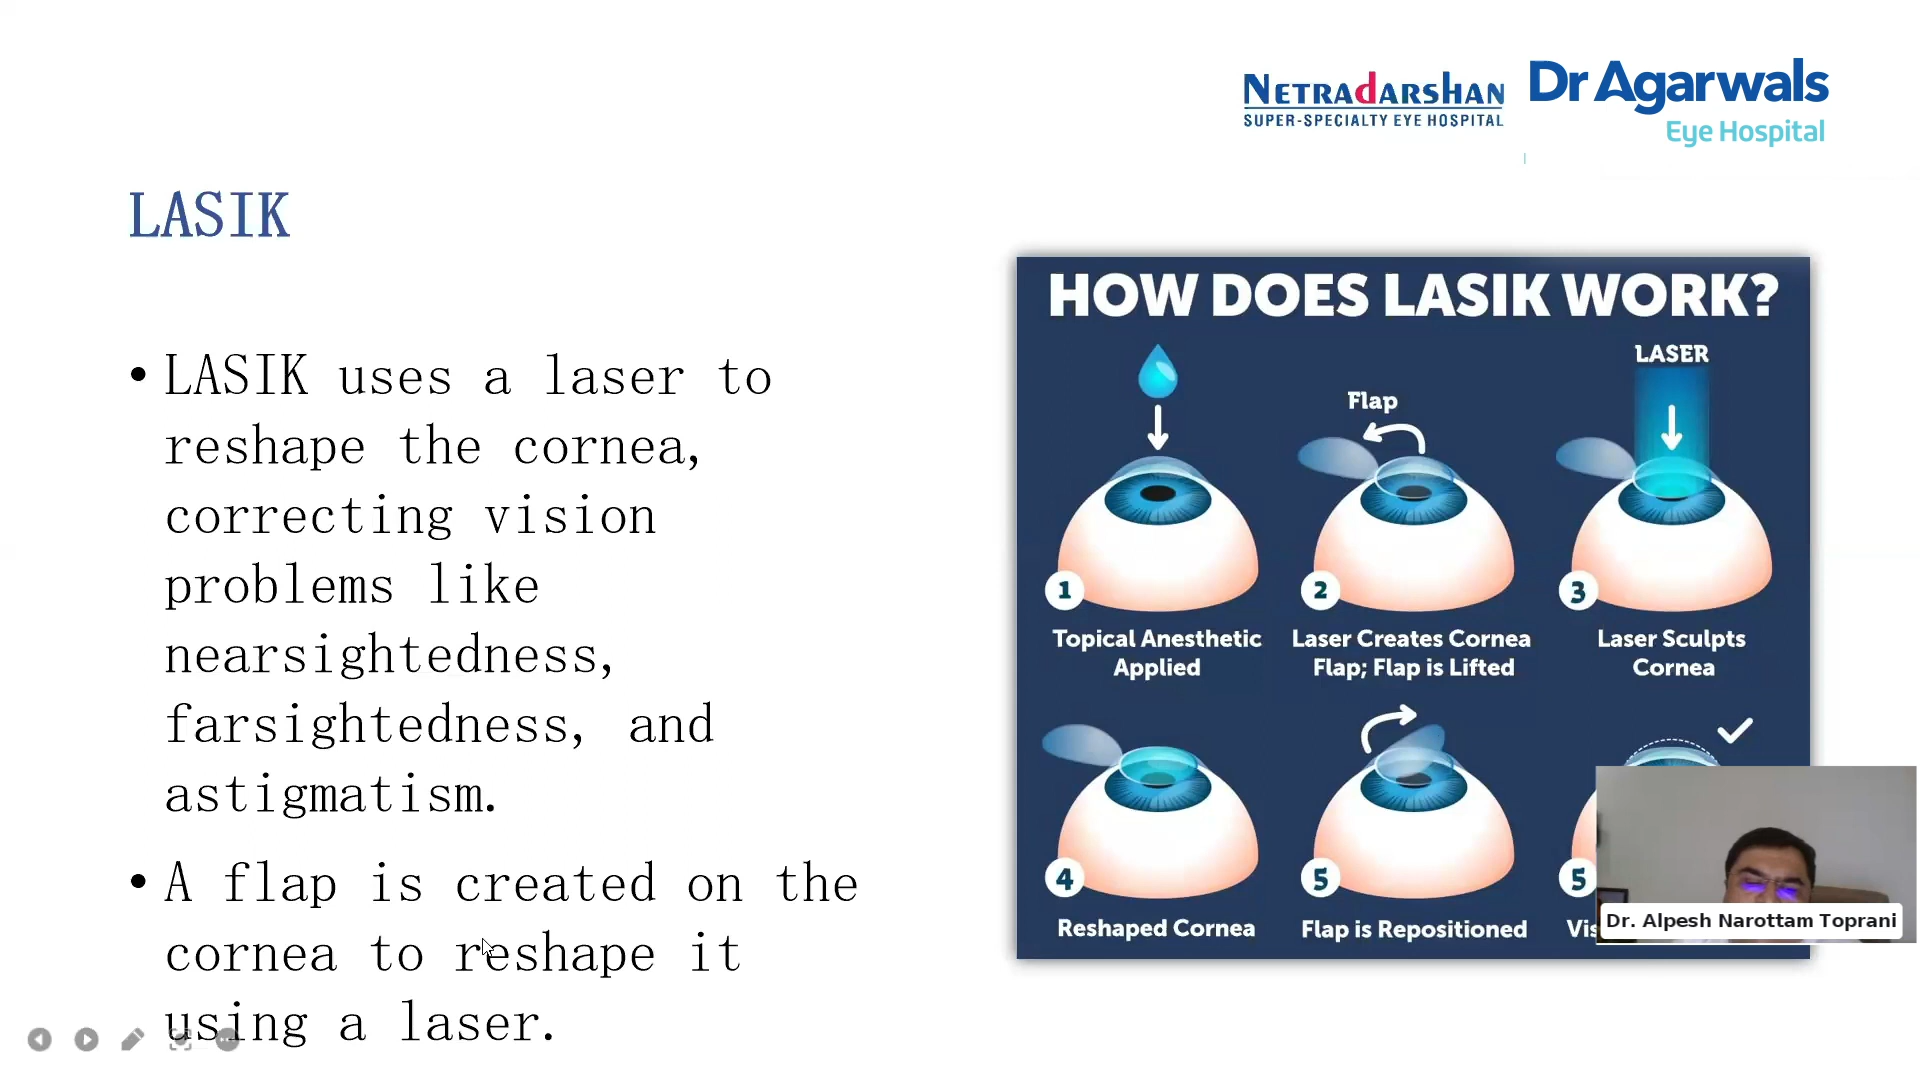 NETRADARSHAN
SUPER-SPECIALTY EYE HOSPITAL
Dr Agarwals
Eye Hospital
LASIK
• LASIK uses a laser to
reshape the cornea,
correcting vision
problems like
nearsightedness,
farsightedness, and
astigmatism.
• A flap is created on the
cornea to reshape it
using a laser.
HOW DOES LASIK WORK?
LASER
Flap
1
2
3
Topical Anesthetic
Applied
Laser Creates Cornea
Flap; Flap is Lifted
Laser Sculpts
Cornea
4
5
5
Reshaped Cornea
Flap is Repositioned
Dr. Alpesh Narottam Toprani